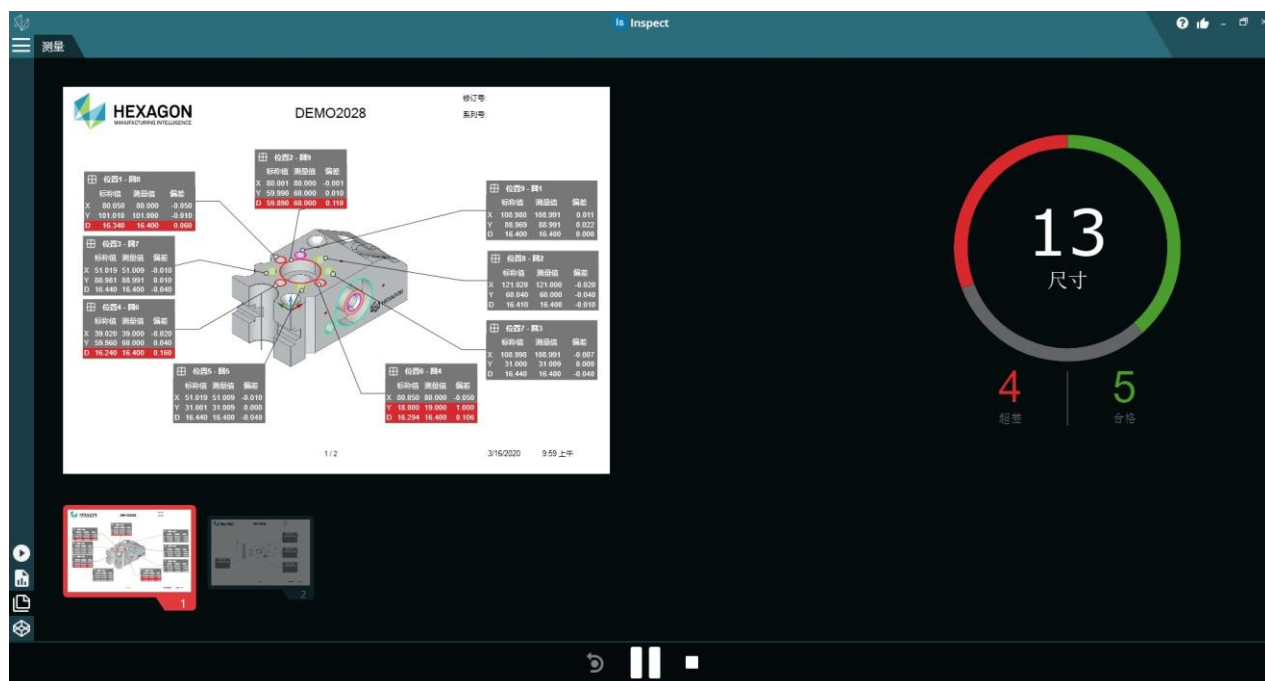 Is Inspect
测量
HEXAGON
MANUFACTURING INTELLIGENCE
DEMO2028
修订号:
系列号:
位置2 - 圆9
标称值 测量值 偏差
X 80.001 80.000 -0.001
Y 59.990 60.000 0.010
D 59.890 60.000 0.110
位置1 - 圆8
标称值 测量值 偏差
X 80.050 80.000 -0.050
Y 101.010 101.000 -0.010
D 16.340 16.400 0.060
位置9 - 圆1
标称值 测量值 偏差
X 108.980 108.991 0.011
Y 88.969 88.991 0.022
D 16.400 16.400 0.000
位置3 - 圆7
标称值 测量值 偏差
X 51.019 51.009 -0.010
Y 88.981 88.991 0.010
D 16.440 16.400 -0.040
位置8 - 圆2
标称值 测量值 偏差
X 121.020 121.000 -0.020
Y 60.040 60.000 -0.040
D 16.410 16.400 -0.010
位置4 - 圆6
标称值 测量值 偏差
X 39.020 39.000 -0.020
Y 59.960 60.000 0.040
D 16.240 16.400 0.160
位置7 - 圆3
标称值 测量值 偏差
X 108.998 108.991 -0.007
Y 31.000 31.009 0.009
D 16.440 16.400 -0.040
位置5 - 圆5
标称值 测量值 偏差
X 51.019 51.009 -0.010
Y 31.001 31.009 0.008
D 16.440 16.400 -0.040
位置6 - 圆4
标称值 测量值 偏差
X 80.050 80.000 -0.050
Y 18.000 19.000 1.000
D 16.294 16.400 0.106
1 / 2
3/16/2020 9:59 上午
13
尺寸
4
超差
5
合格
1
2